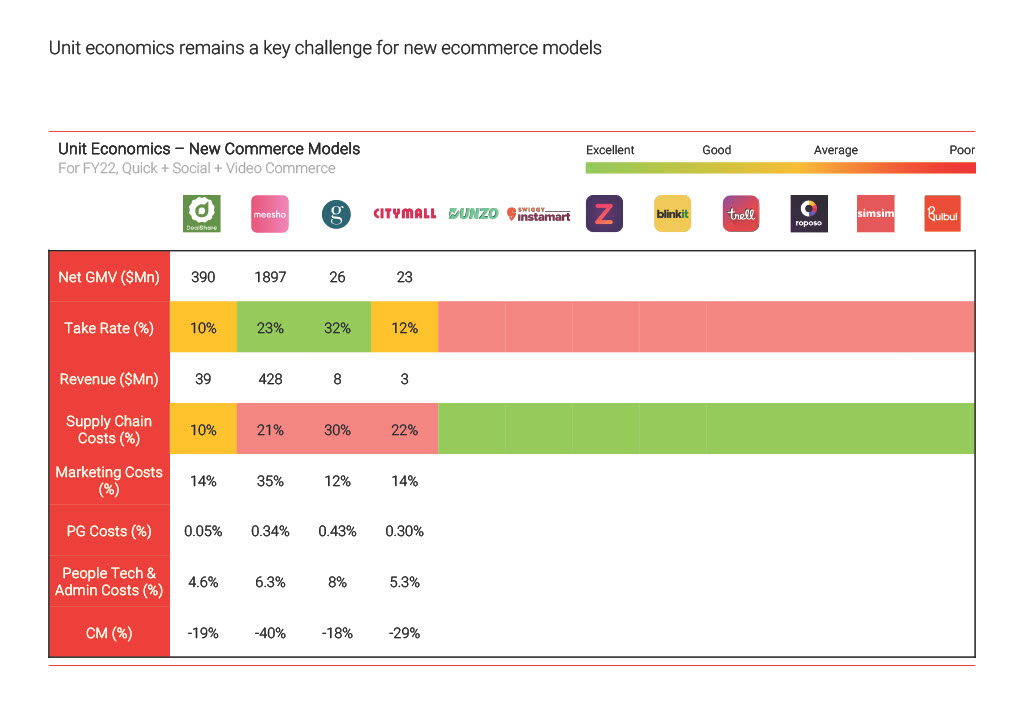 Unit economics remains a key challenge for new ecommerce models
Unit Economics – New Commerce Models
For FY22, Quick + Social + Video Commerce
Excellent Good Average Poor
DealShare meesho g CITYMALL DUNZO SWIGGY instamart Z blinkit trell roposo simsim Bulbul
Net GMV ($Mn) 390 1897 26 23
Take Rate (%) 10% 23% 32% 12%
Revenue ($Mn) 39 428 8 3
Supply Chain
Costs (%) 10% 21% 30% 22%
Marketing Costs
(%) 14% 35% 12% 14%
PG Costs (%) 0.05% 0.34% 0.43% 0.30%
People Tech &
Admin Costs (%) 4.6% 6.3% 8% 5.3%
CM (%) -19% -40% -18% -29%